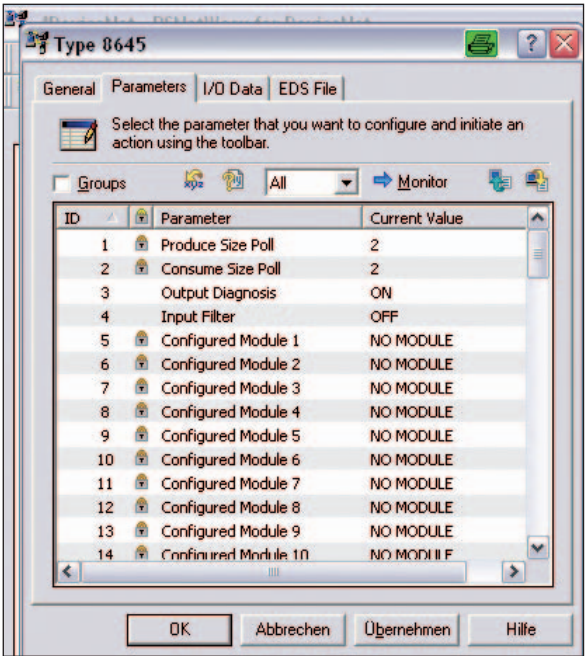 Type 8645
General Parameters I/O Data EDS File
Select the parameter that you want to configure and initiate an
action using the toolbar.
Groups All Monitor
ID Parameter Current Value
1 Produce Size Poll 2
2 Consume Size Poll 2
3 Output Diagnosis ON
4 Input Filter OFF
5 Configured Module 1 NO MODULE
6 Configured Module 2 NO MODULE
7 Configured Module 3 NO MODULE
8 Configured Module 4 NO MODULE
9 Configured Module 5 NO MODULE
10 Configured Module 6 NO MODULE
11 Configured Module 7 NO MODULE
12 Configured Module 8 NO MODULE
13 Configured Module 9 NO MODULE
14 Configured Module 10 NO MODULE
OK Abbrechen Übernehmen Hilfe